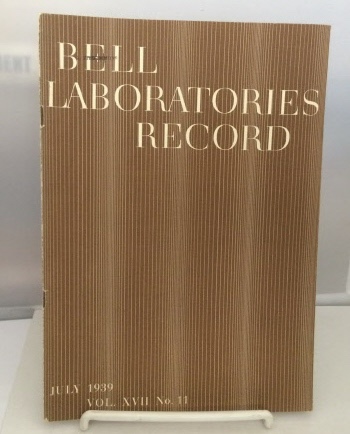 BELL
LABORATORIES
RECORD
JULY 1939
VOL. XVII No. 11